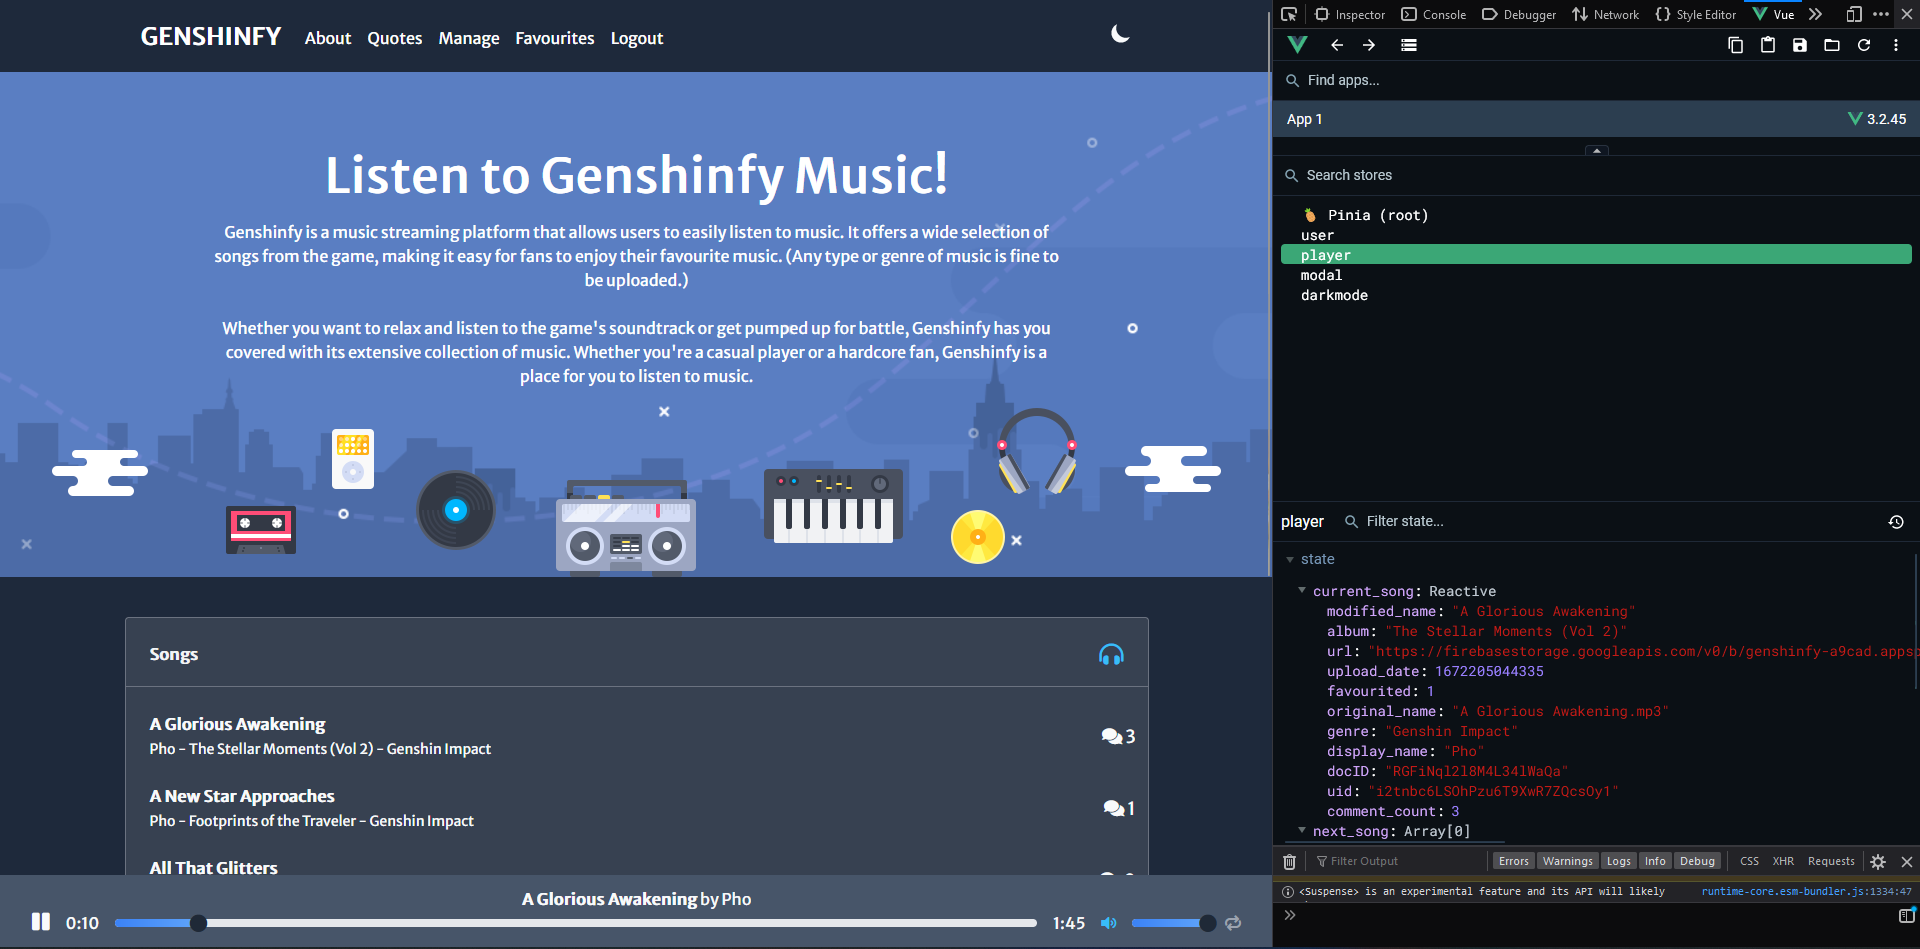 GENSHINFY About Quotes Manage Favourites Logout
Listen to Genshinfy Music!
Genshinfy is a music streaming platform that allows users to easily listen to music. It offers a wide selection of
songs from the game, making it easy for fans to enjoy their favourite music. (Any type or genre of music is fine to
be uploaded.)
Whether you want to relax and listen to the game's soundtrack or get pumped up for battle, Genshinfy has you
covered with its extensive collection of music. Whether you're a casual player or a hardcore fan, Genshinfy is a
place for you to listen to music.
Songs
A Glorious Awakening
Pho - The Stellar Moments (Vol 2) - Genshin Impact
3
A New Star Approaches
Pho - Footprints of the Traveler - Genshin Impact
1
All That Glitters
A Glorious Awakening by Pho
0:10
1:45
Inspector Console Debugger Network Style Editor Vue
Find apps...
App 1
3.2.45
Search stores
Pinia (root)
user
player
modal
darkmode
player Filter state...
state
current_song: Reactive
modified_name: "A Glorious Awakening"
album: "The Stellar Moments (Vol 2)"
url: "https://firebasestorage.googleapis.com/v0/b/genshinfy-a9cad.apps
upload_date: 1672205044335
favourited: 1
original_name: "A Glorious Awakening.mp3"
genre: "Genshin Impact"
display_name: "Pho"
docID: "RGFiNql2l8M4L34lWaQa"
uid: "i2tnbc6LSOhPzu6T9XwR7ZQcsOy1"
comment_count: 3
next_song: Array[0]
Filter Output Errors Warnings Logs Info Debug CSS XHR Requests
<Suspense> is an experimental feature and its API will likely runtime-core.esm-bundler.js:1334:47